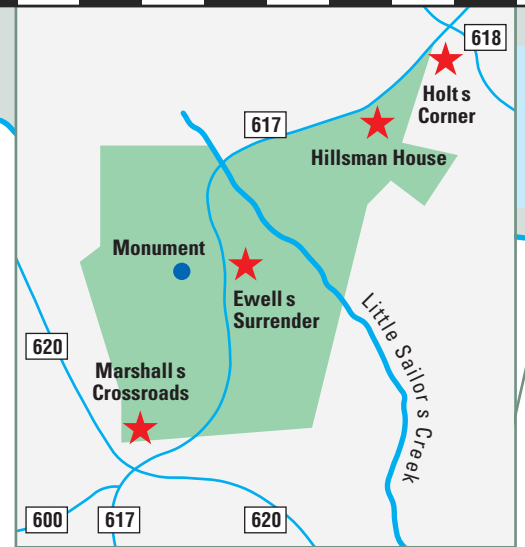 618
Holt s
Corner
617
Hillsman House
Monument
Ewell s
Surrender
Little Sailor s Creek
620
Marshall s
Crossroads
600
617
620